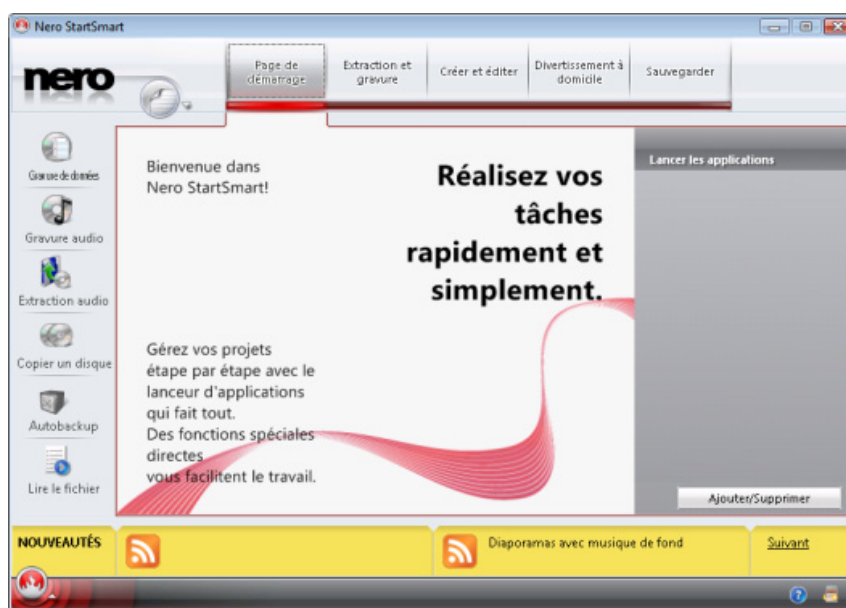 Nero StartSmart
nero
Page de
démarrage
Extraction et
gravure
Créer et éditer
Divertissement à
domicile
Sauvegarder
Gravure de données
Gravure audio
Extraction audio
Copier un disque
Autobackup
Lire le fichier
Bienvenue dans
Nero StartSmart!
Réalisez vos
tâches
rapidement et
simplement.
Gérez vos projets
étape par étape avec le
lanceur d'applications
qui fait tout.
Des fonctions spéciales
directes
vous facilitent le travail.
Lancer les applications
Ajouter/Supprimer
NOUVEAUTÉS
Diaporamas avec musique de fond
Suivant